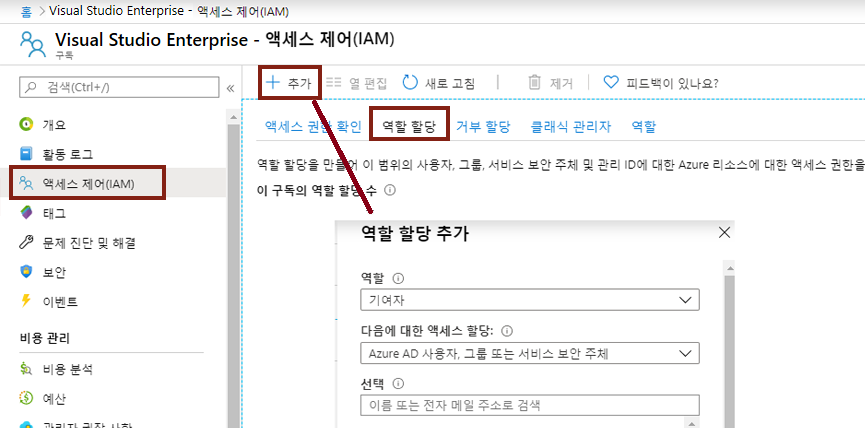 홈 > Visual Studio Enterprise - 액세스 제어(IAM)
Visual Studio Enterprise - 액세스 제어(IAM)
구독
검색(Ctrl+/)
«
추가
열 편집
새로 고침
제거
피드백이 있나요?
개요
활동 로그
액세스 제어(IAM)
태그
문제 진단 및 해결
보안
이벤트
비용 관리
비용 분석
예산
관리자 권장 사항
액세스 권한 확인
역할 할당
거부 할당
클래식 관리자
역할
역할 할당을 만들어 이 범위의 사용자, 그룹, 서비스 보안 주체 및 관리 ID에 대한 Azure 리소스에 대한 액세스 권한을
이 구독의 역할 할당 수
역할 할당 추가
역할
기여자
다음에 대한 액세스 할당:
Azure AD 사용자, 그룹 또는 서비스 보안 주체
선택
이름 또는 전자 메일 주소로 검색